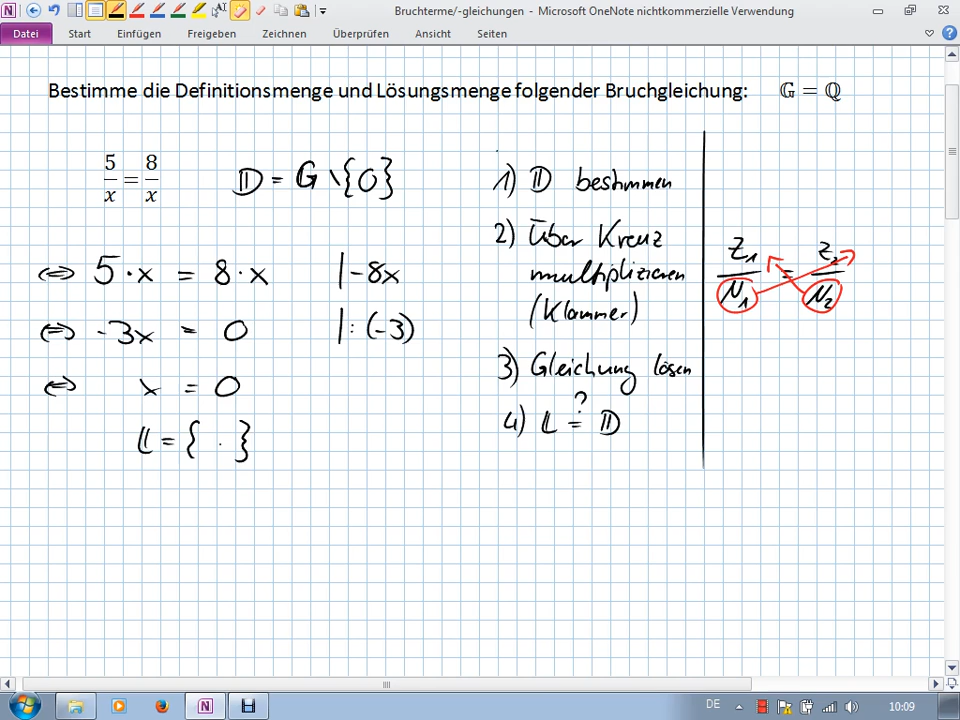 Bruchterme/-gleichungen - Microsoft OneNote nichtkommerzielle Verwendung
Datei Start Einfügen Freigeben Zeichnen Überprüfen Ansicht Seiten
Bestimme die Definitionsmenge und Lösungsmenge folgender Bruchgleichung: 𝔾 = ℚ
5/x = 8/x 𝔻 = G \ {0}
⇔ 5 · x = 8 · x | -8x
⇔ -3x = 0 | : (-3)
⇔ x = 0
𝕃 = { }
1) 𝔻 bestimmen
2) Über Kreuz
multiplizieren
(Klammer)
3) Gleichung lösen
?
4) 𝕃 = 𝔻
Z₁/N₁ = Z₂/N₂
DE 10:09